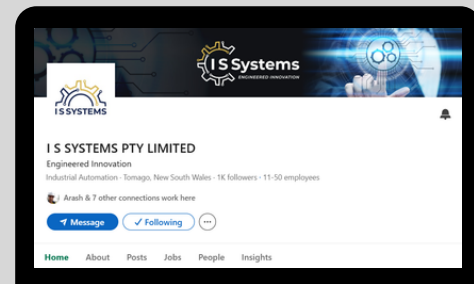 I S Systems
ENGINEERED INNOVATION
I S SYSTEMS
I S SYSTEMS PTY LIMITED
Engineered Innovation
Industrial Automation · Tomago, New South Wales · 1K followers · 11-50 employees
Arash & 7 other connections work here
Message
Following
Home About Posts Jobs People Insights